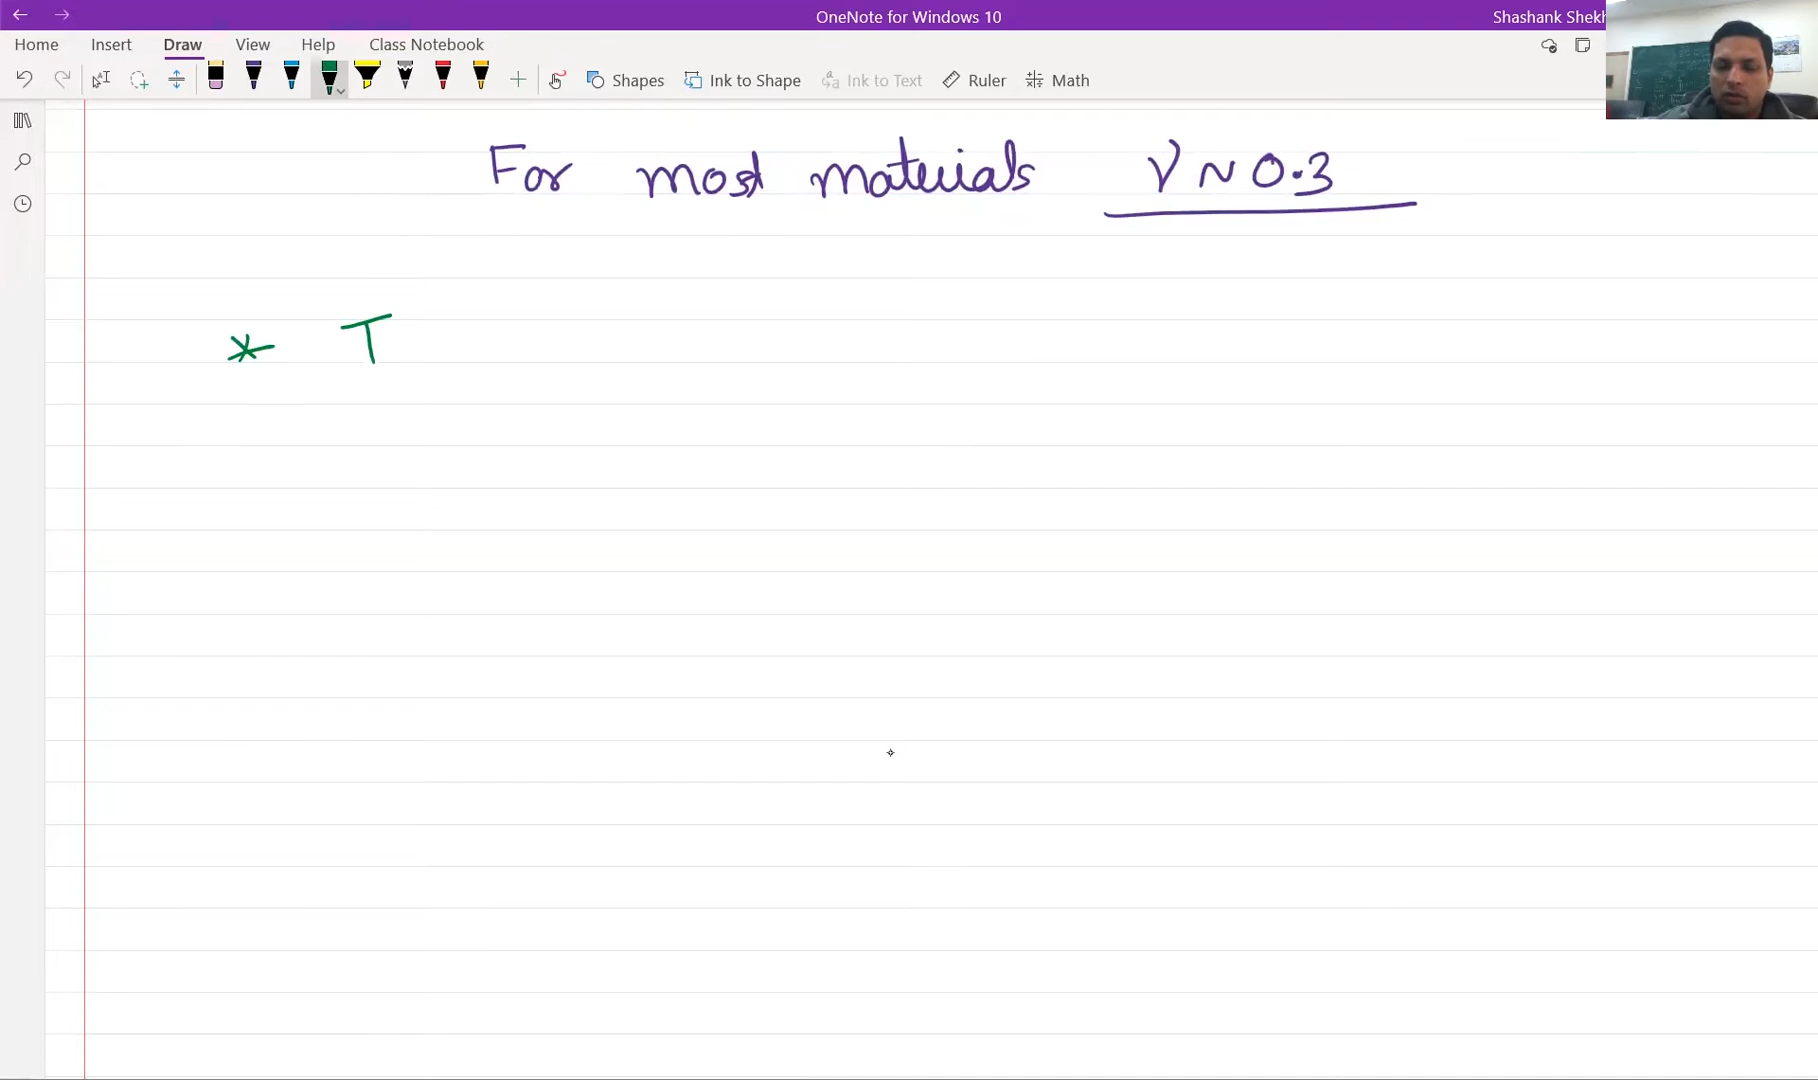 OneNote for Windows 10
Shashank Shekh
Home Insert Draw View Help Class Notebook
Shapes Ink to Shape Ink to Text Ruler Math
For most materials ν ~ 0.3
* T